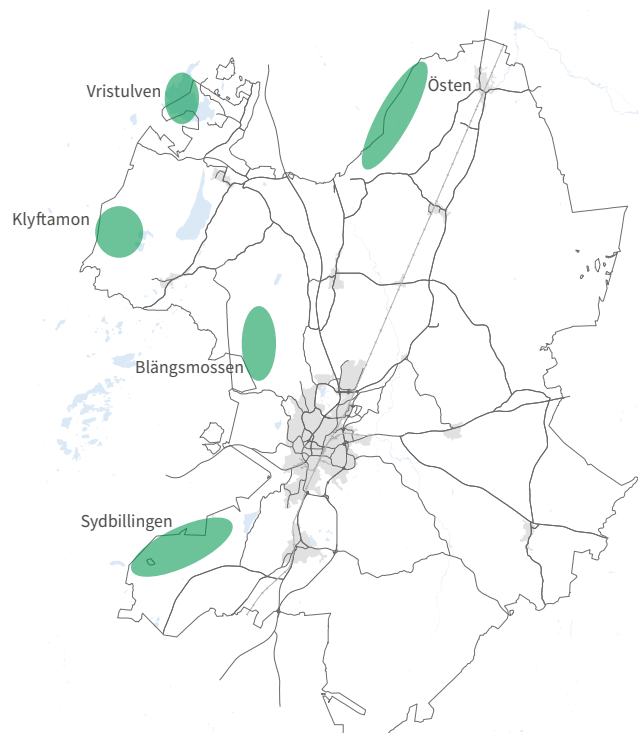 Östen
Vristulven
Klyftamon
Blängsmossen
Sydbillingen